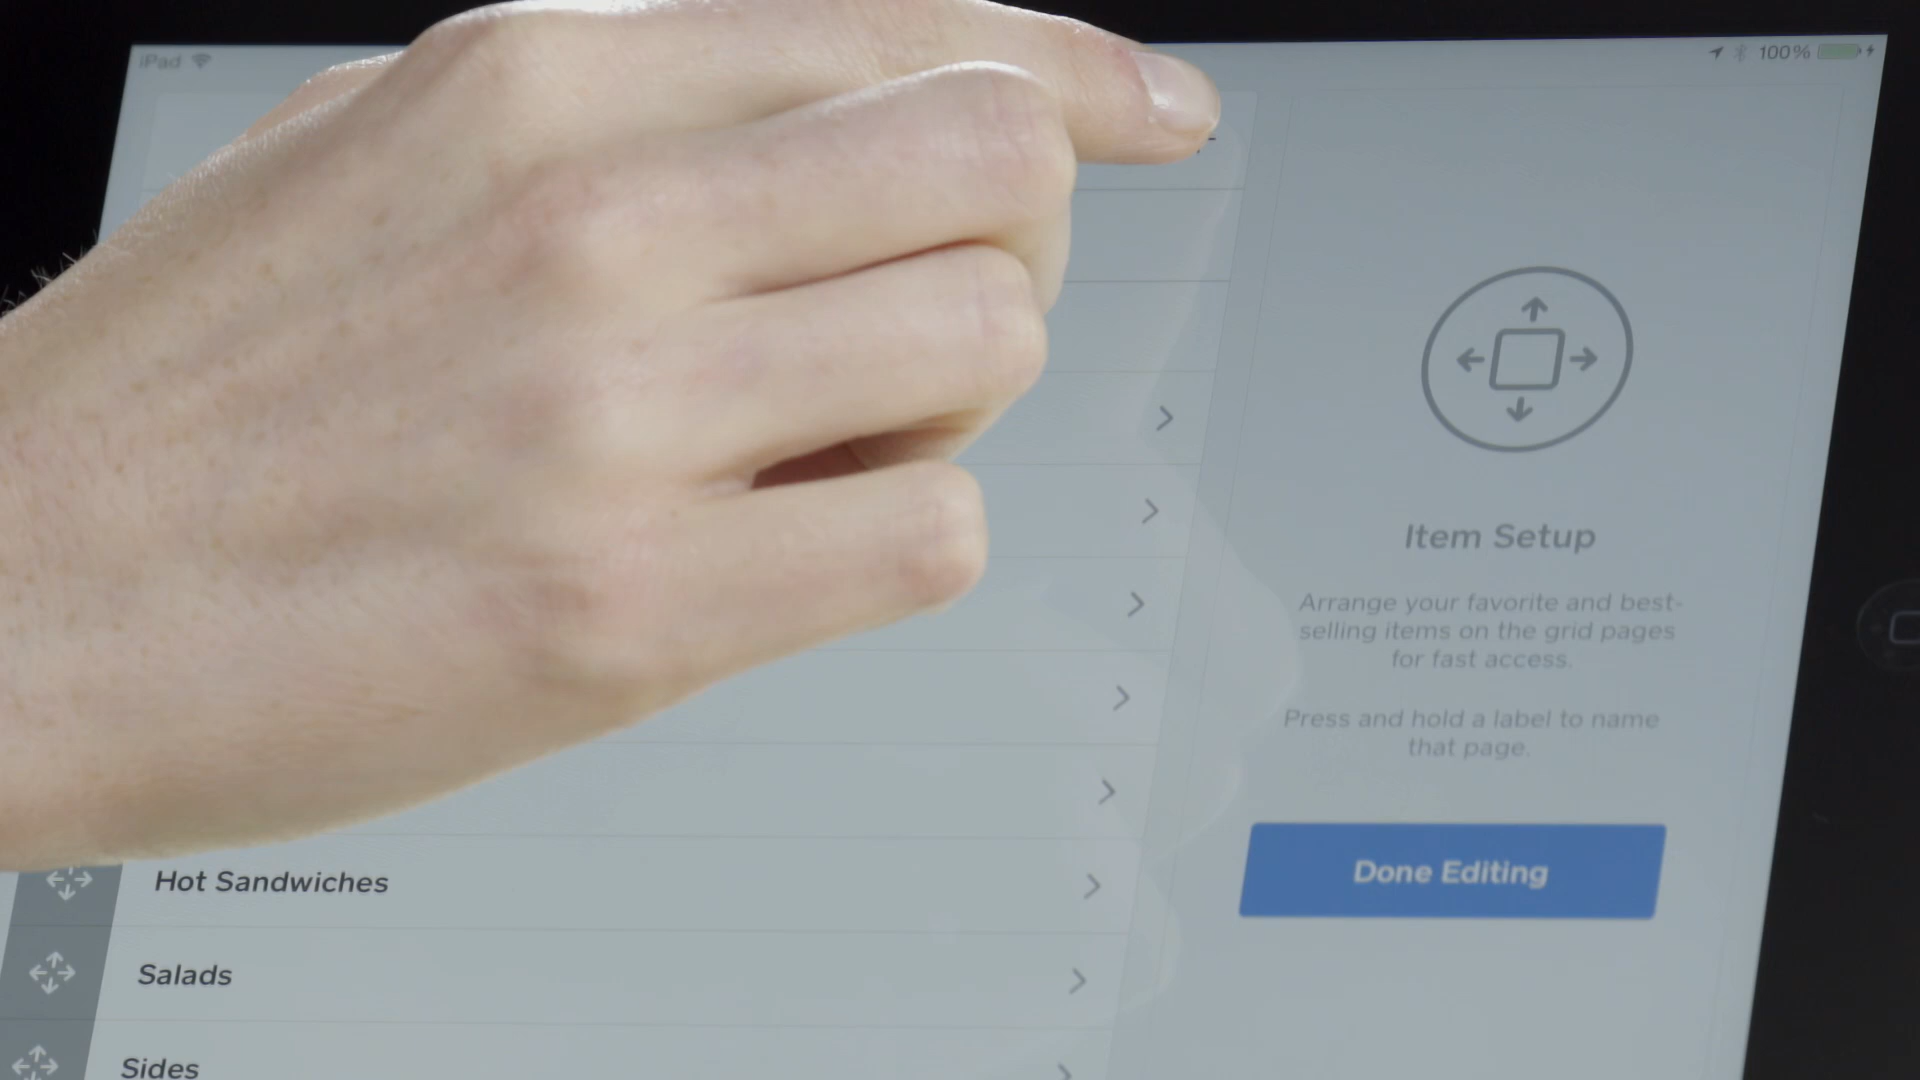 iPad
100%
Item Setup
Arrange your favorite and best-
selling items on the grid pages
for fast access.
Press and hold a label to name
that page.
Done Editing
Hot Sandwiches
Salads
Sides